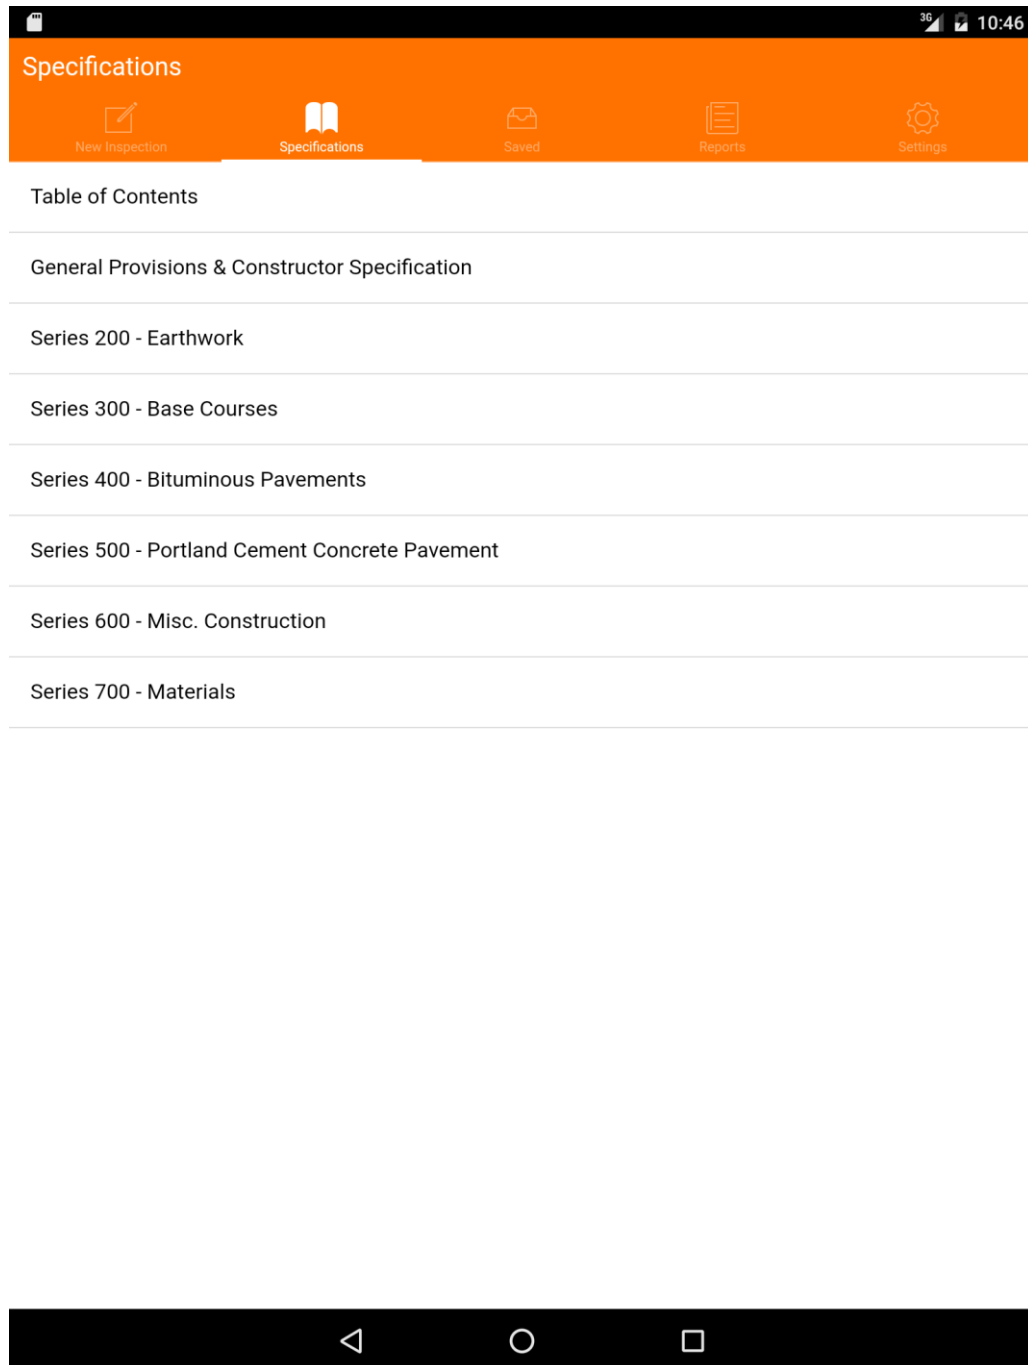 3G 10:46
Specifications
New Inspection Specifications Saved Reports Settings
Table of Contents
General Provisions & Constructor Specification
Series 200 - Earthwork
Series 300 - Base Courses
Series 400 - Bituminous Pavements
Series 500 - Portland Cement Concrete Pavement
Series 600 - Misc. Construction
Series 700 - Materials